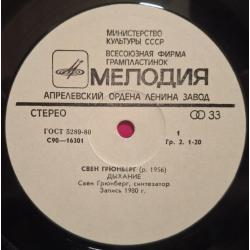 МИНИСТЕРСТВО
КУЛЬТУРЫ СССР
ВСЕСОЮЗНАЯ ФИРМА
ГРАМПЛАСТИНОК
МЕЛОДИЯ
АПРЕЛЕВСКИЙ ОРДЕНА ЛЕНИНА ЗАВОД
СТЕРЕО
33
ГОСТ 5289-80
1
С90—16301
Гр. 2. 1-20
СВЕН ГРЮНБЕРГ (р. 1956)
ДЫХАНИЕ
Свен Грюнберг, синтезатор
Запись 1980 г.